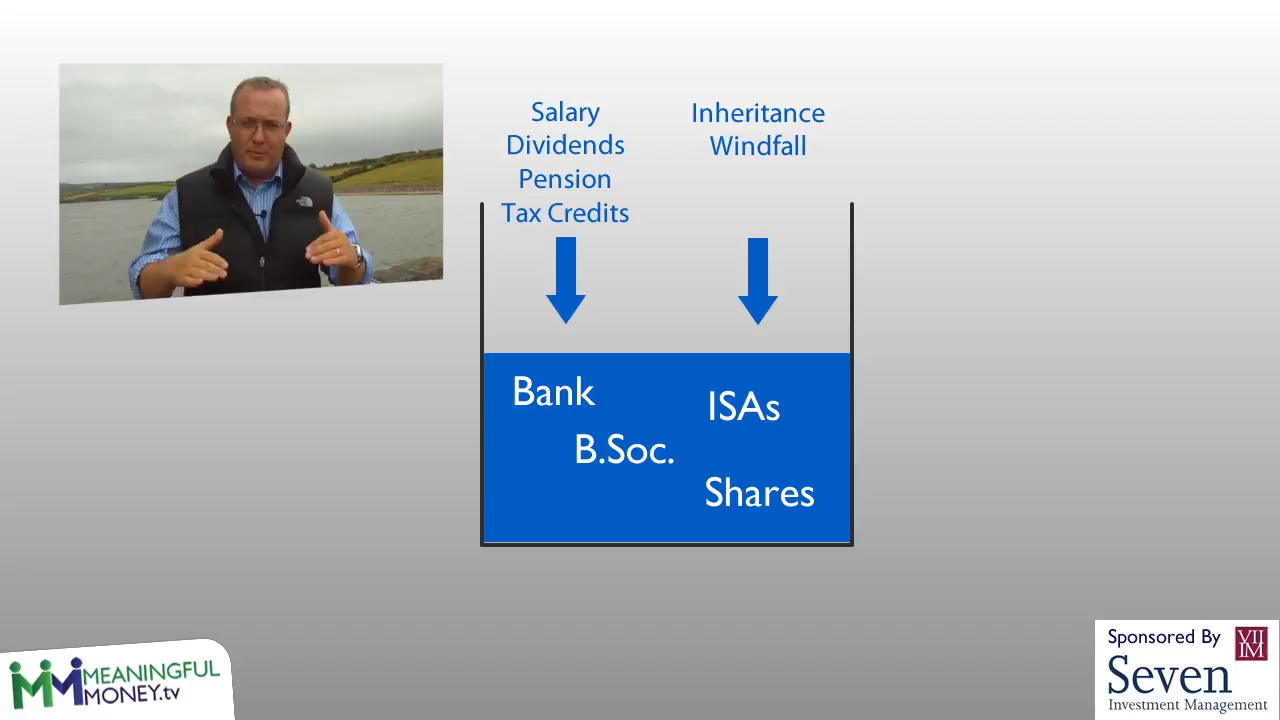 Salary
Dividends
Pension
Tax Credits
Inheritance
Windfall
Bank
ISAs
B.Soc.
Shares
MEANINGFUL
MONEY.tv
Sponsored By
VII
IM
Seven
Investment Management